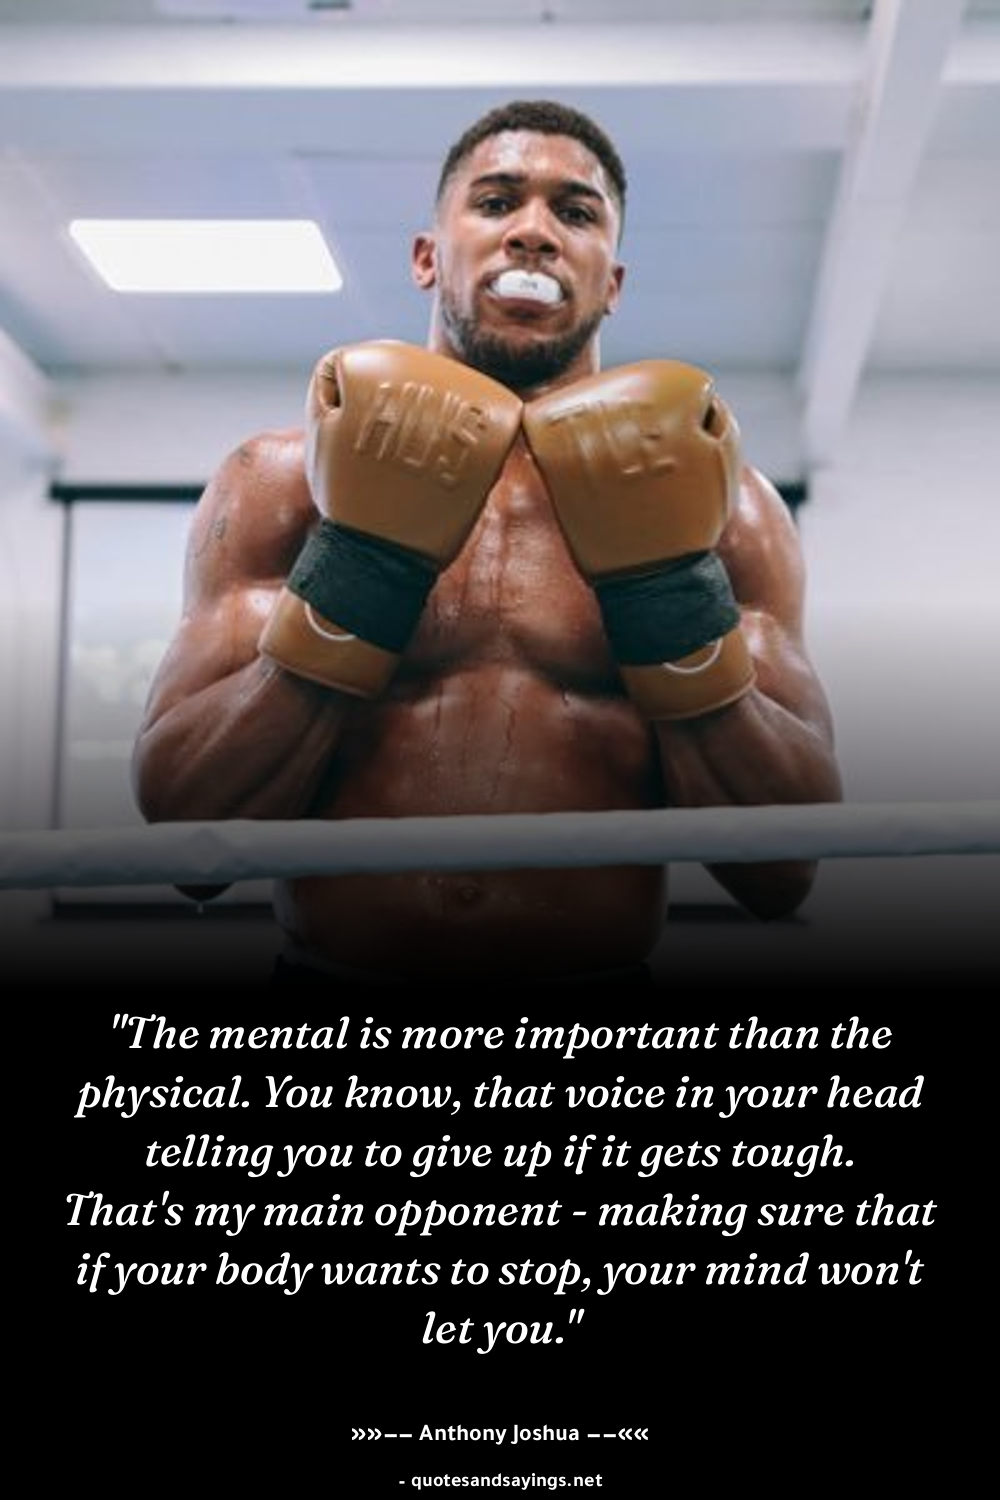 HUS TLE
"The mental is more important than the
physical. You know, that voice in your head
telling you to give up if it gets tough.
That's my main opponent - making sure that
if your body wants to stop, your mind won't
let you."
»»–– Anthony Joshua ––««
- quotesandsayings.net